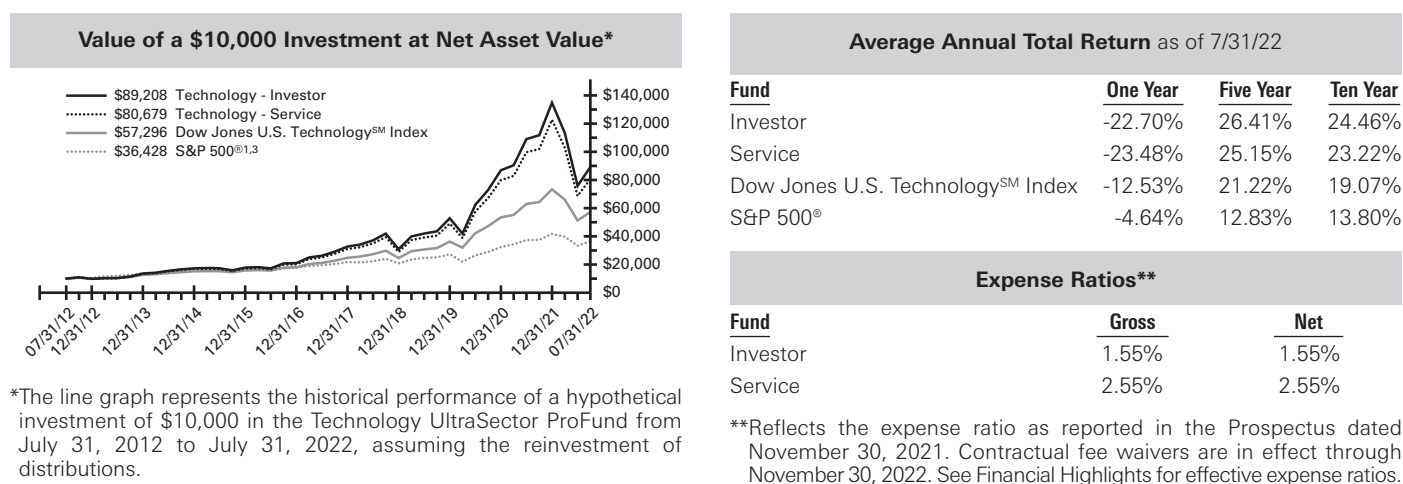 Value of a $10,000 Investment at Net Asset Value*
$89,208 Technology - Investor
$80,679 Technology - Service
$57,296 Dow Jones U.S. Technology℠ Index
$36,428 S&P 500®1,3
$140,000
$120,000
$100,000
$80,000
$60,000
$40,000
$20,000
$0
07/31/12
12/31/12
12/31/13
12/31/14
12/31/15
12/31/16
12/31/17
12/31/18
12/31/19
12/31/20
12/31/21
07/31/22
*The line graph represents the historical performance of a hypothetical
investment of $10,000 in the Technology UltraSector ProFund from
July 31, 2012 to July 31, 2022, assuming the reinvestment of
distributions.
Average Annual Total Return as of 7/31/22
Fund One Year Five Year Ten Year
Investor -22.70% 26.41% 24.46%
Service -23.48% 25.15% 23.22%
Dow Jones U.S. Technology℠ Index -12.53% 21.22% 19.07%
S&P 500® -4.64% 12.83% 13.80%
Expense Ratios**
Fund Gross Net
Investor 1.55% 1.55%
Service 2.55% 2.55%
**Reflects the expense ratio as reported in the Prospectus dated
November 30, 2021. Contractual fee waivers are in effect through
November 30, 2022. See Financial Highlights for effective expense ratios.